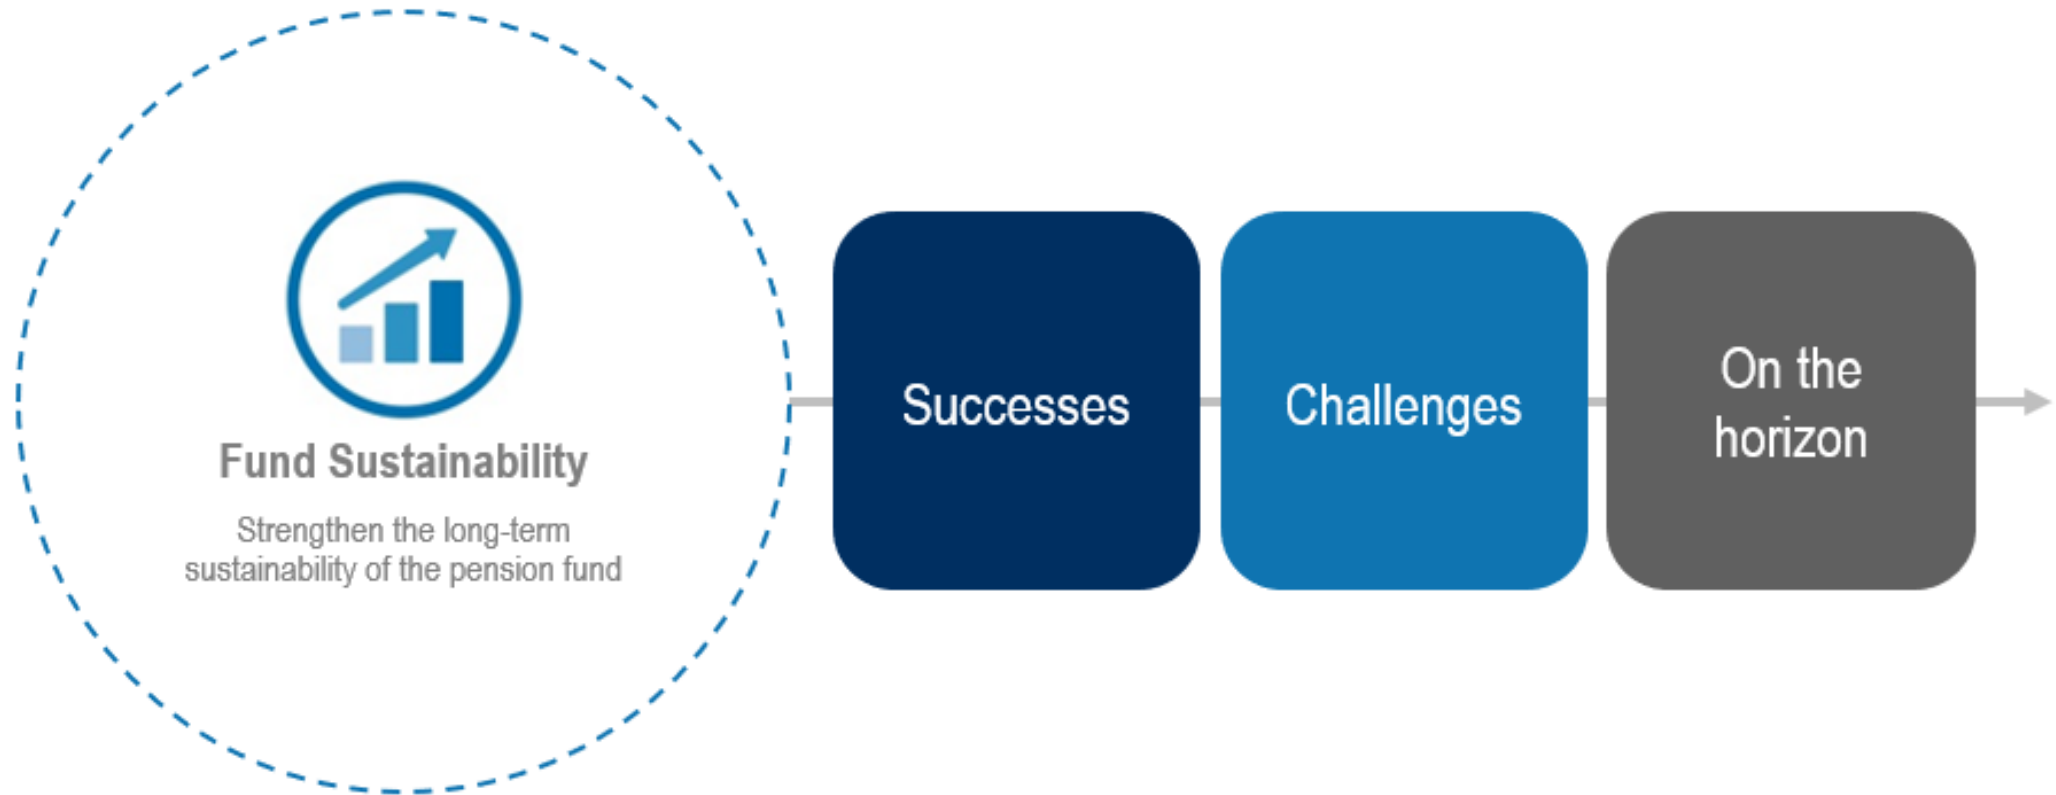 Fund Sustainability
Strengthen the long-term
sustainability of the pension fund
Successes
Challenges
On the
horizon